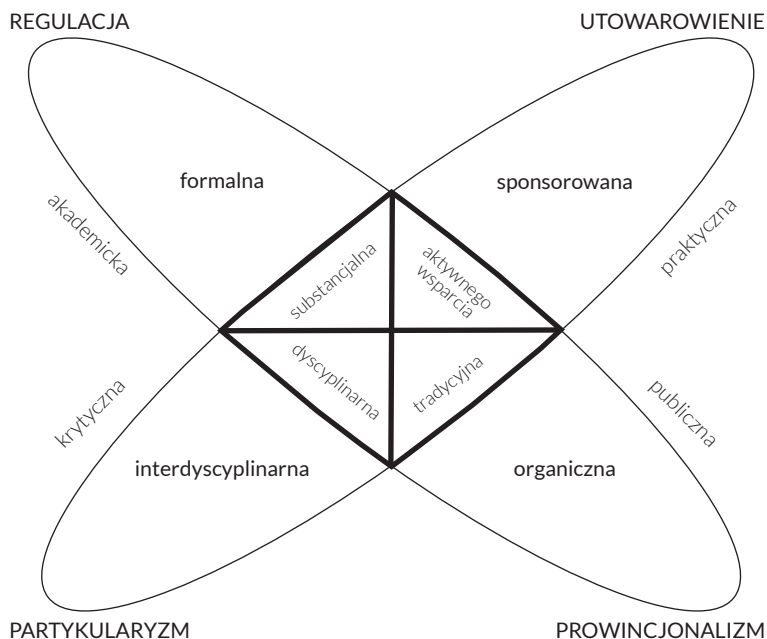 REGULACJA
UTOWAROWIENIE
formalna
sponsorowana
akademicka
praktyczna
substancjalna
aktywnego
wsparcia
dyscyplinarna
tradycyjna
krytyczna
publiczna
interdyscyplinarna
organiczna
PARTYKULARYZM
PROWINCJONALIZM